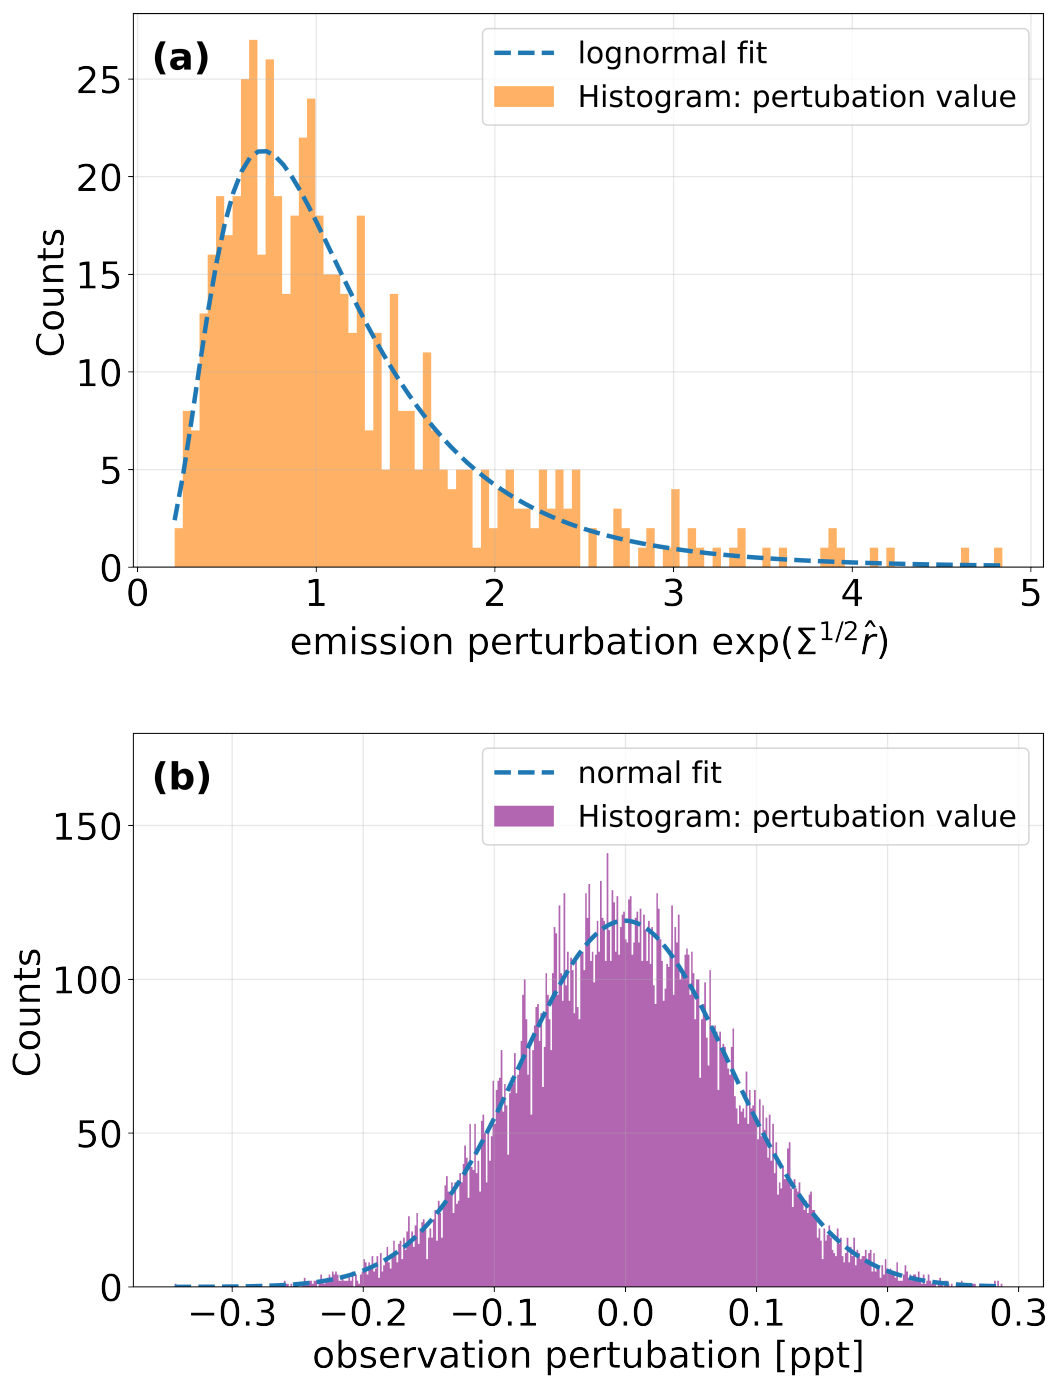 (a)
lognormal fit
Histogram: pertubation value
25
20
15
10
5
0
Counts
0 1 2 3 4 5
emission perturbation exp(Σ^{1/2}r̂)
(b)
normal fit
Histogram: pertubation value
150
100
50
0
Counts
−0.3 −0.2 −0.1 0.0 0.1 0.2 0.3
observation pertubation [ppt]